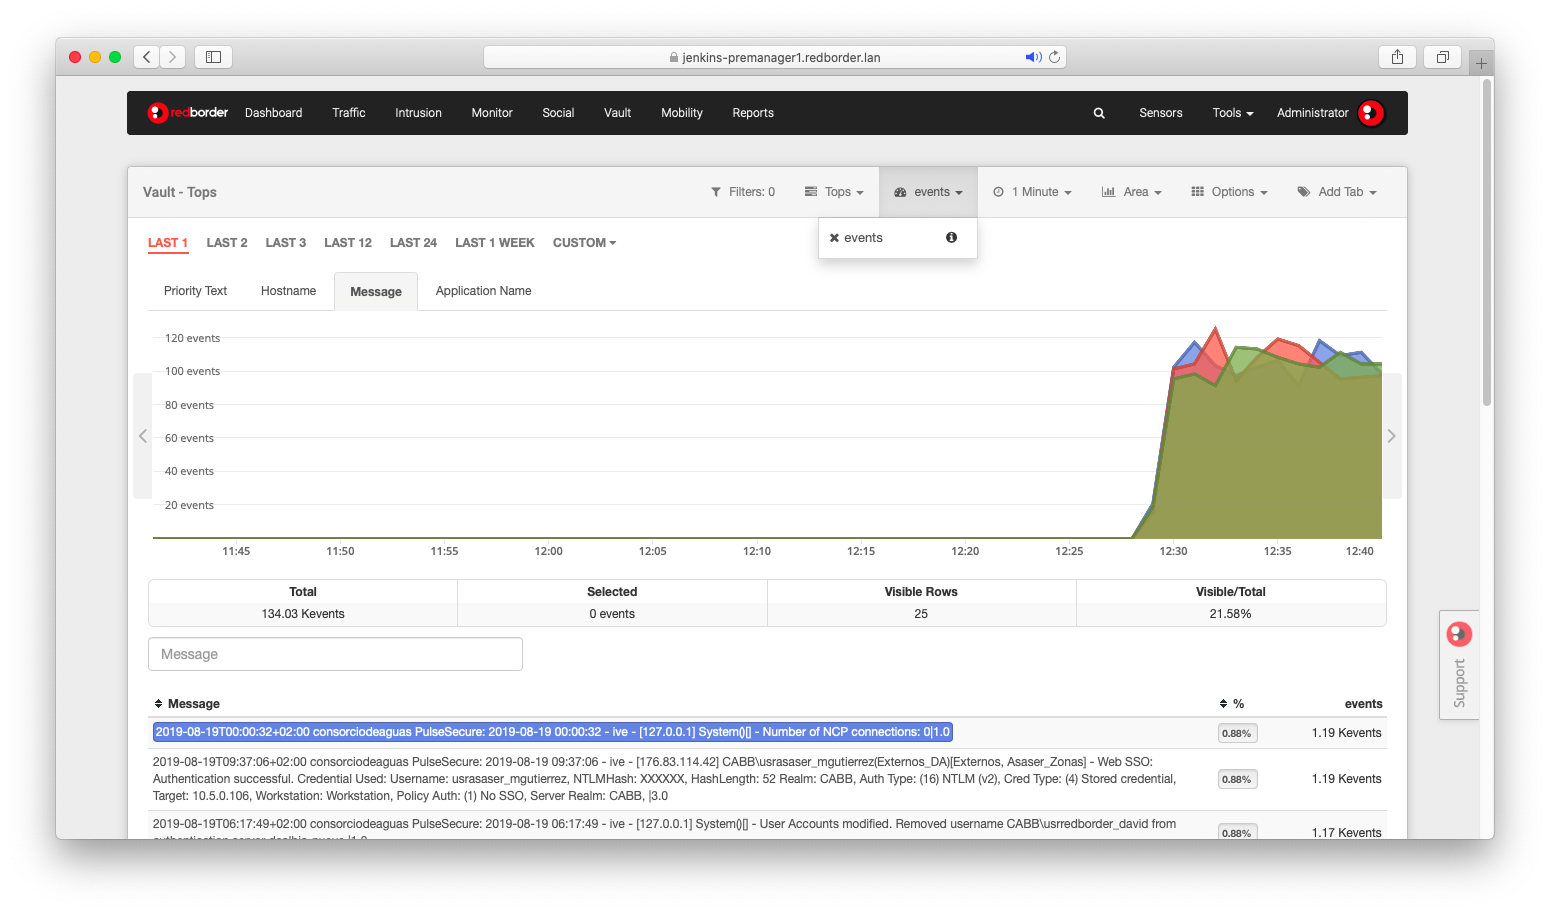 jenkins-premanager1.redborder.lan
redborder Dashboard Traffic Intrusion Monitor Social Vault Mobility Reports Sensors Tools Administrator
Vault - Tops Filters: 0 Tops events 1 Minute Area Options Add Tab
events
LAST 1 LAST 2 LAST 3 LAST 12 LAST 24 LAST 1 WEEK CUSTOM
Priority Text Hostname Message Application Name
120 events
100 events
80 events
60 events
40 events
20 events
11:45 11:50 11:55 12:00 12:05 12:10 12:15 12:20 12:25 12:30 12:35 12:40
Total Selected Visible Rows Visible/Total
134.03 Kevents 0 events 25 21.58%
Message
Support
Message % events
2019-08-19T00:00:32+02:00 consorciodeaguas PulseSecure: 2019-08-19 00:00:32 - ive - [127.0.0.1] System()[] - Number of NCP connections: 0|1.0 0.88% 1.19 Kevents
2019-08-19T09:37:06+02:00 consorciodeaguas PulseSecure: 2019-08-19 09:37:06 - ive - [176.83.114.42] CABB\usrasaser_mgutierrez(Externos_DA)[Externos, Asaser_Zonas] - Web SSO:
Authentication successful. Credential Used: Username: usrasaser_mgutierrez, NTLMHash: XXXXXX, HashLength: 52 Realm: CABB, Auth Type: (16) NTLM (v2), Cred Type: (4) Stored credential, 0.88% 1.19 Kevents
Target: 10.5.0.106, Workstation: Workstation, Policy Auth: (1) No SSO, Server Realm: CABB, |3.0
2019-08-19T06:17:49+02:00 consorciodeaguas PulseSecure: 2019-08-19 06:17:49 - ive - [127.0.0.1] System()[] - User Accounts modified. Removed username CABB\usrredborder_david from
0.88% 1.17 Kevents